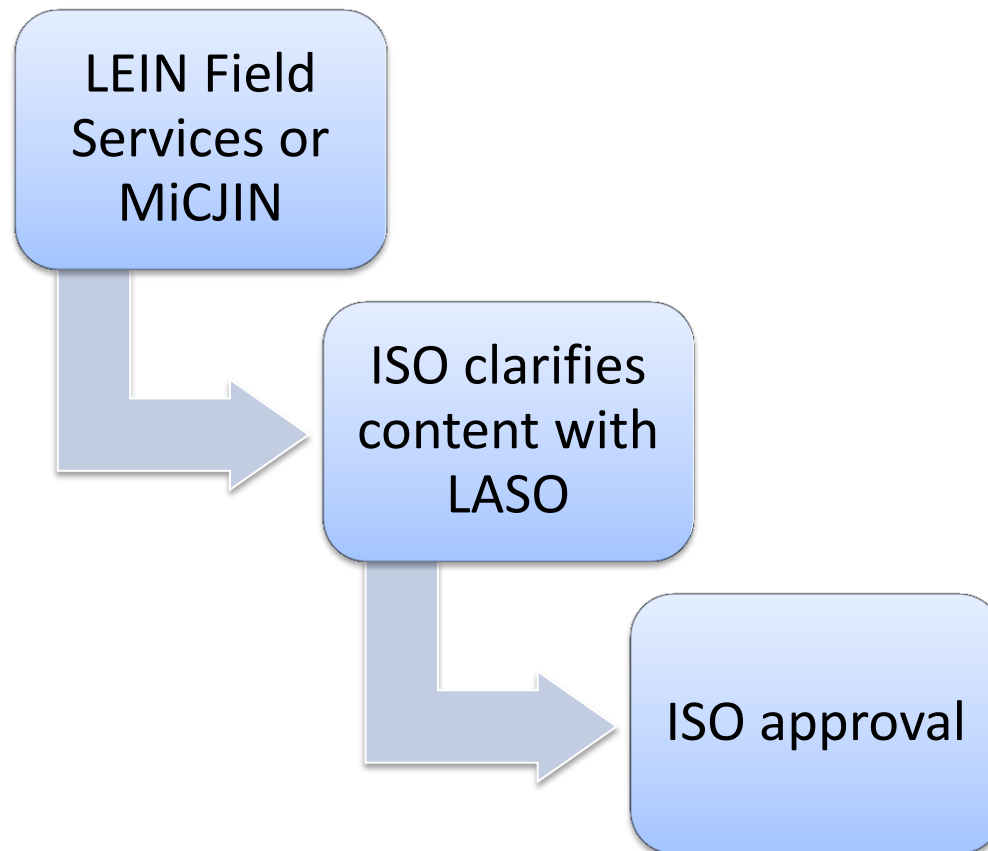 LEIN Field
Services or
MiCJIN
ISO clarifies
content with
LASO
ISO approval